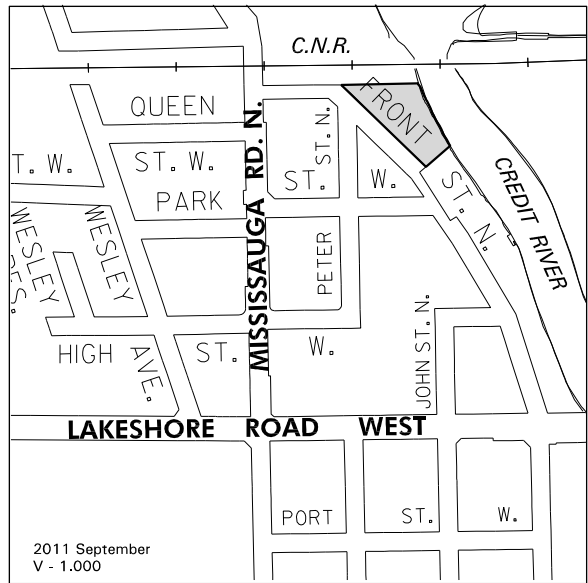 C.N.R.
QUEEN
FRONT
ST. N.
T. W.
ST. W.
ST.
W.
PARK
MISSISSAUGA RD. N.
ST. N.
CREDIT RIVER
WESLEY
WESLEY
PETER
JOHN ST. N.
HIGH
AVE.
ST.
W.
LAKESHORE ROAD WEST
PORT ST. W.
2011 September
V - 1.000